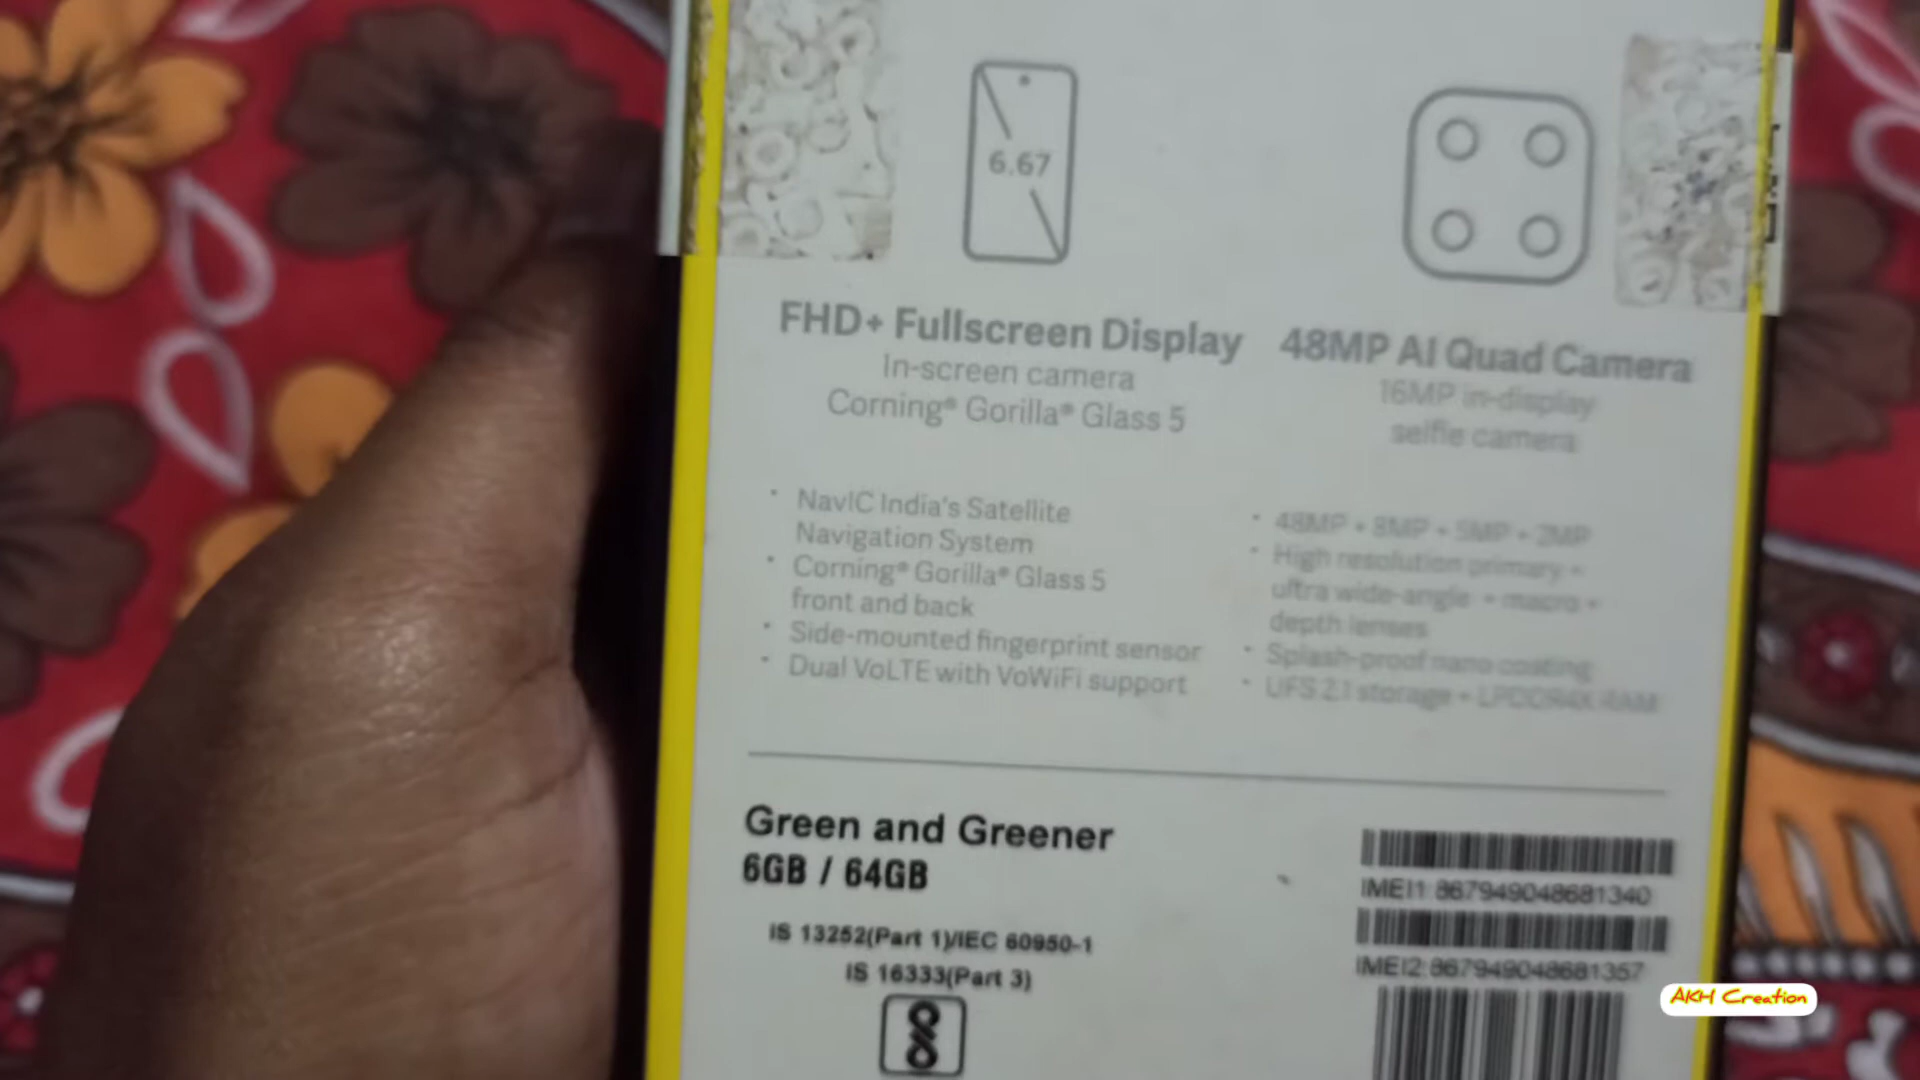 6.67
FHD+ Fullscreen Display
In-screen camera
Corning® Gorilla® Glass 5
48MP AI Quad Camera
16MP in-display
selfie camera
• NavIC India's Satellite
Navigation System
• Corning® Gorilla® Glass 5
front and back
• Side-mounted fingerprint sensor
• Dual VoLTE with VoWiFi support
• 48MP + 8MP + 5MP + 2MP
• High resolution primary +
ultra wide-angle + macro +
depth lenses
• Splash-proof nano coating
• UFS 2.1 storage + LPDDR4X RAM
Green and Greener
6GB / 64GB
IS 13252(Part 1)/IEC 60950-1
IS 16333(Part 3)
IMEI1: 867949048681340
IMEI2: 867949048681357
AKH Creation